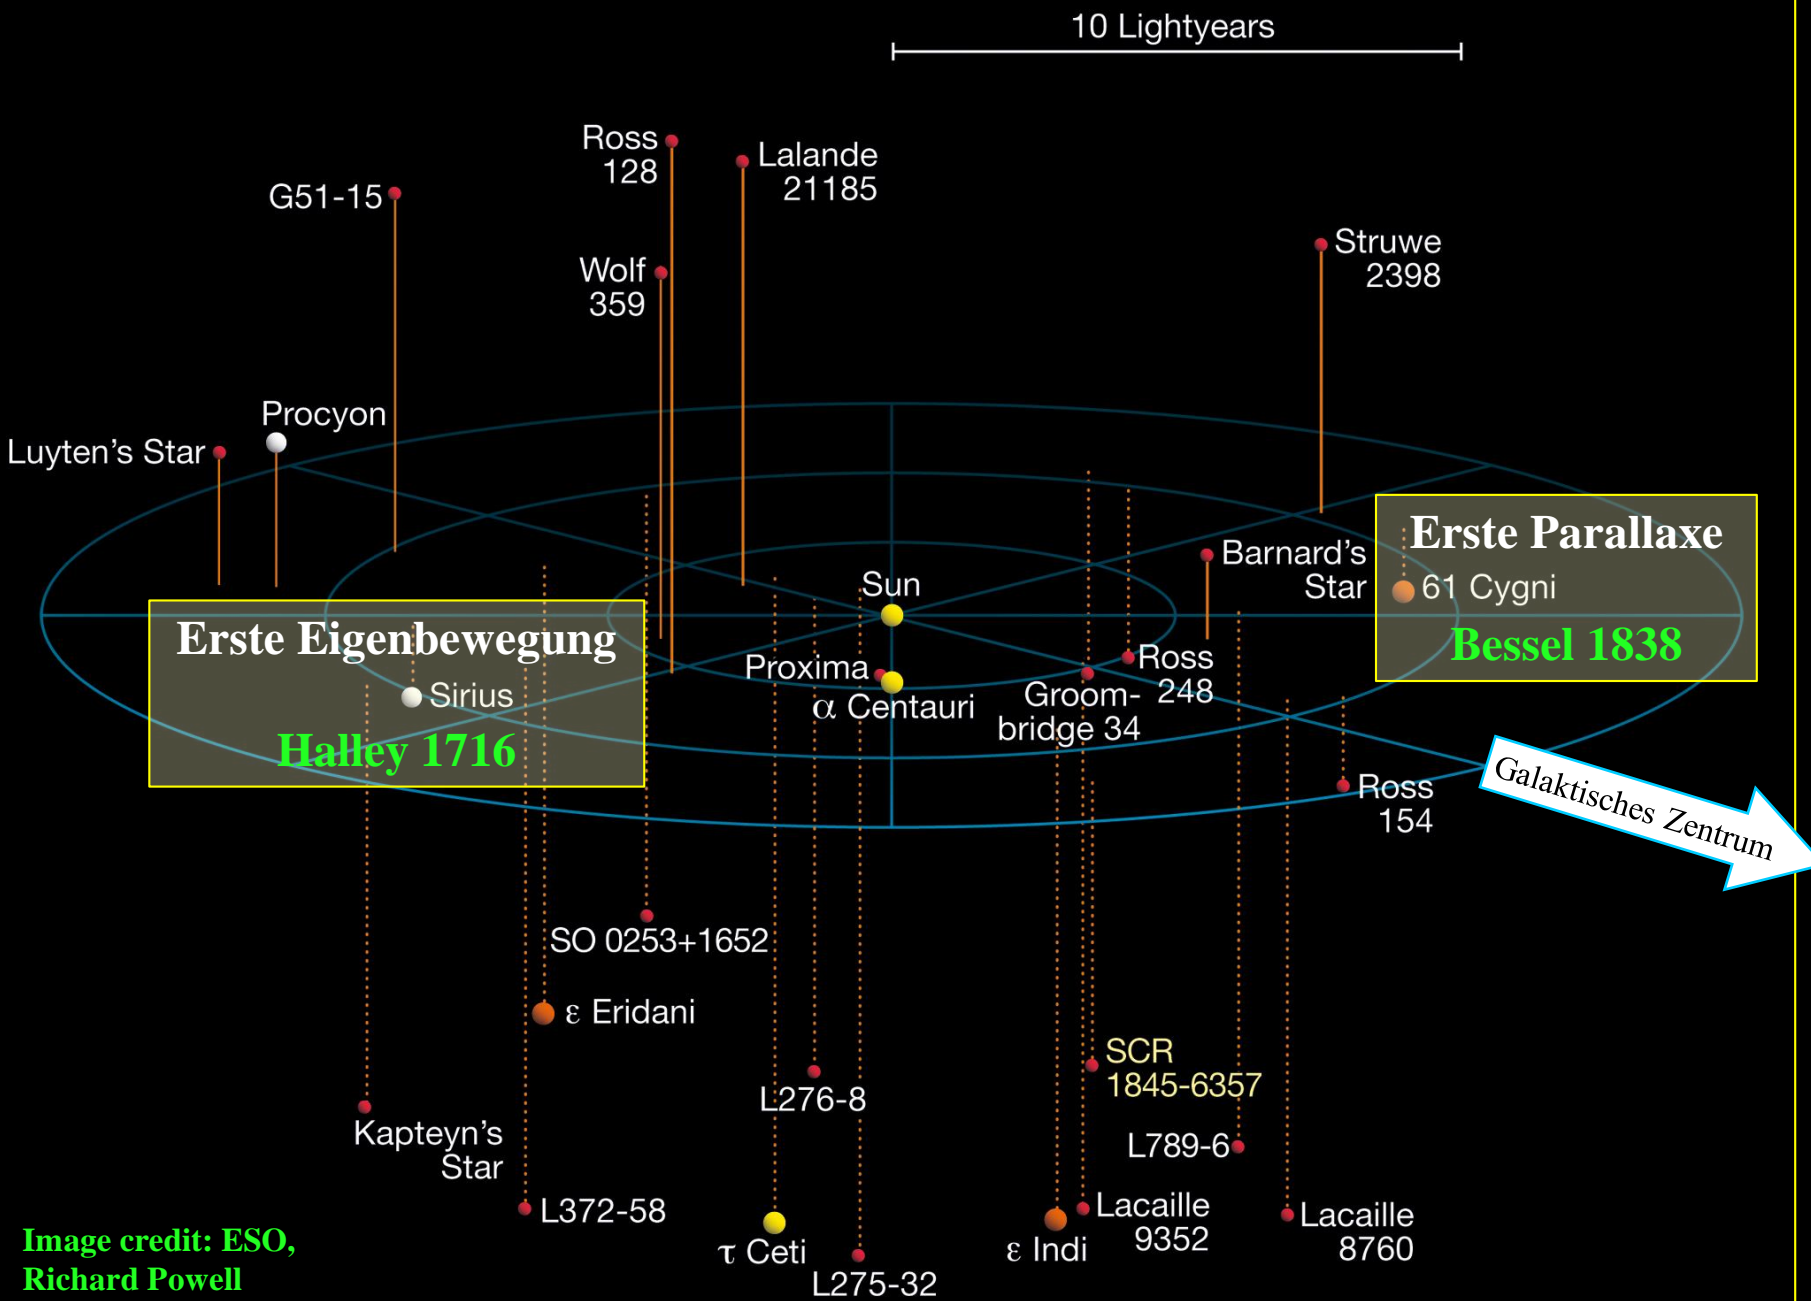 10 Lightyears
Ross
128
Lalande
21185
G51-15
Struwe
2398
Wolf
359
Procyon
Luyten's Star
Erste Parallaxe
61 Cygni
Bessel 1838
Barnard's
Star
Sun
Erste Eigenbewegung
Sirius
Halley 1716
Proxima
α Centauri
Ross
248
Groom-
bridge 34
Galaktisches Zentrum
Ross
154
SO 0253+1652
ε Eridani
SCR
1845-6357
L276-8
Kapteyn's
Star
L789-6
L372-58
Lacaille
9352
Lacaille
8760
τ Ceti
ε Indi
L275-32
Image credit: ESO,
Richard Powell